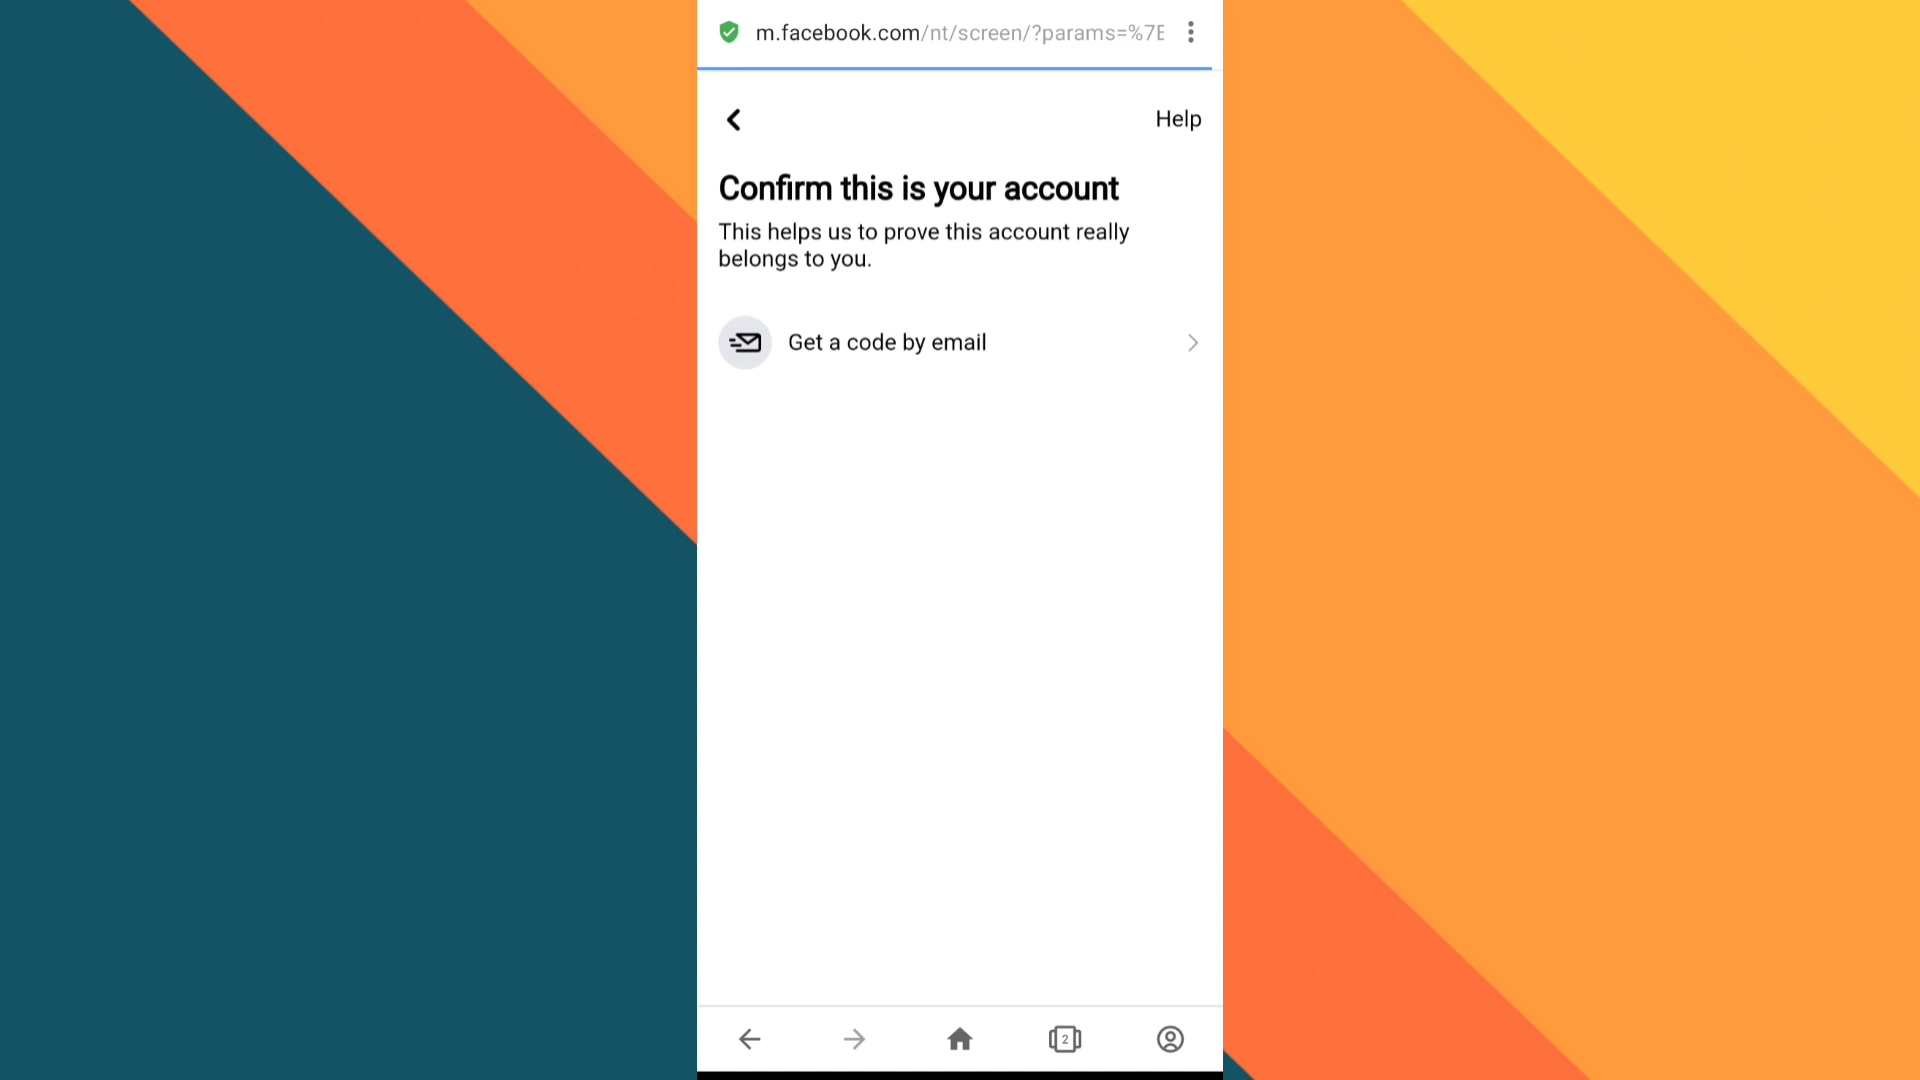 m.facebook.com/nt/screen/?params=%7E
Help
Confirm this is your account
This helps us to prove this account really
belongs to you.
Get a code by email
2